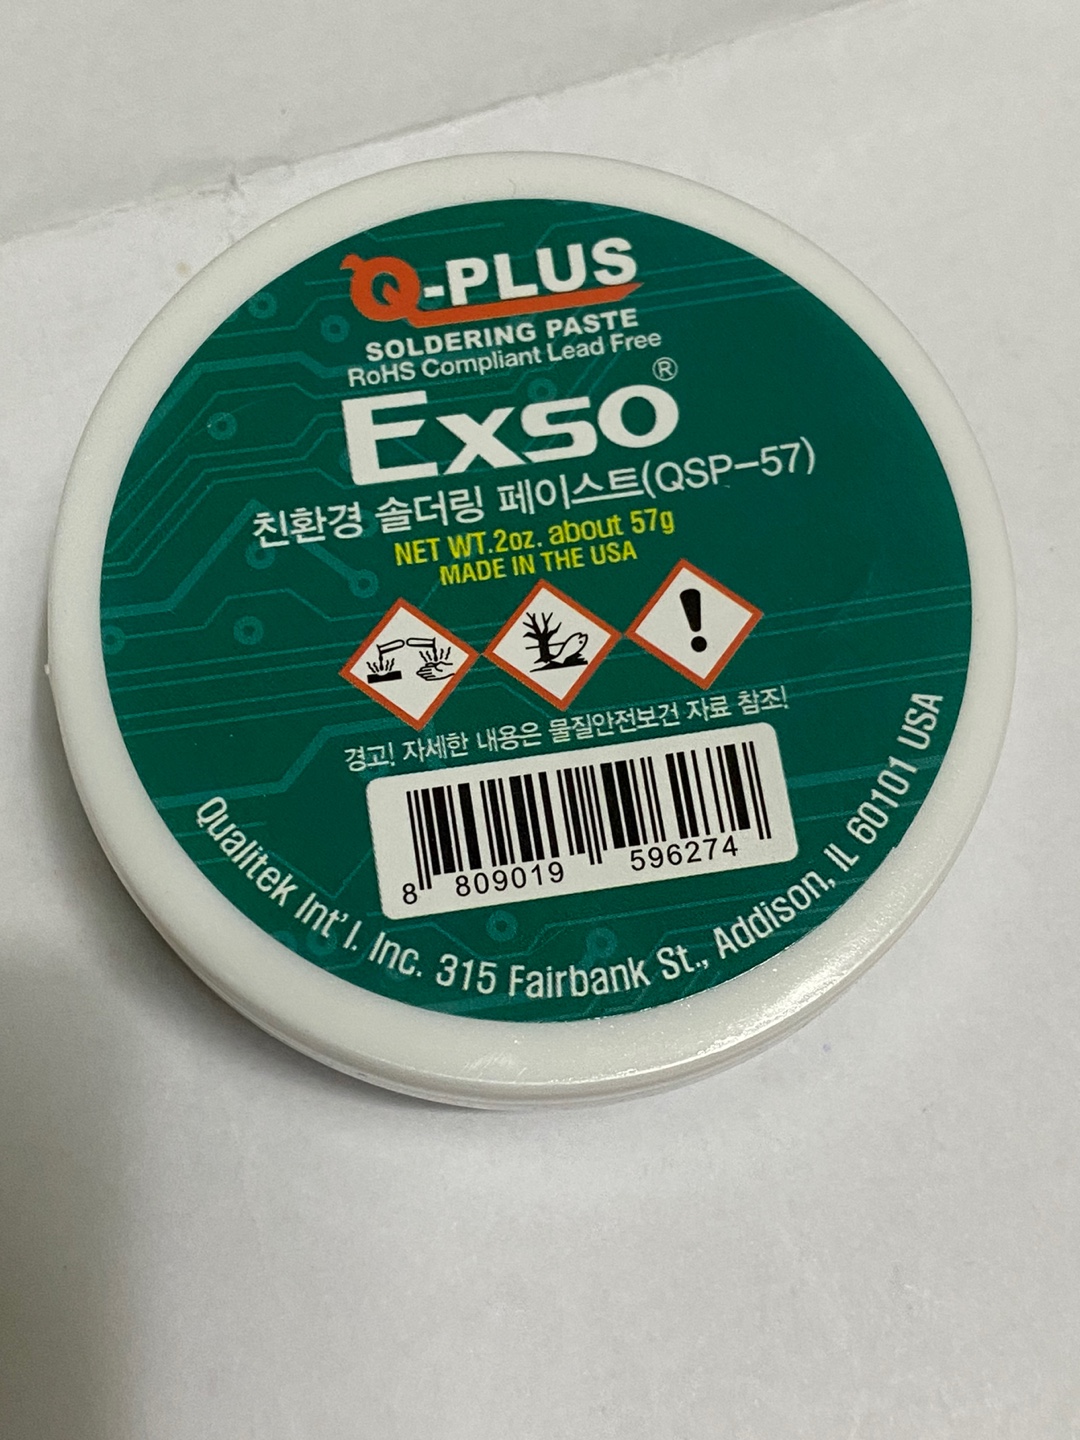 Q-PLUS
SOLDERING PASTE
RoHS Compliant Lead Free
Exso®
친환경 솔더링 페이스트(QSP-57)
NET WT.2oz. about 57g
MADE IN THE USA
경고! 자세한 내용은 물질안전보건 자료 참조!
8 809019 596274
Qualitek Int' l. Inc. 315 Fairbank St., Addison, IL 60101 USA